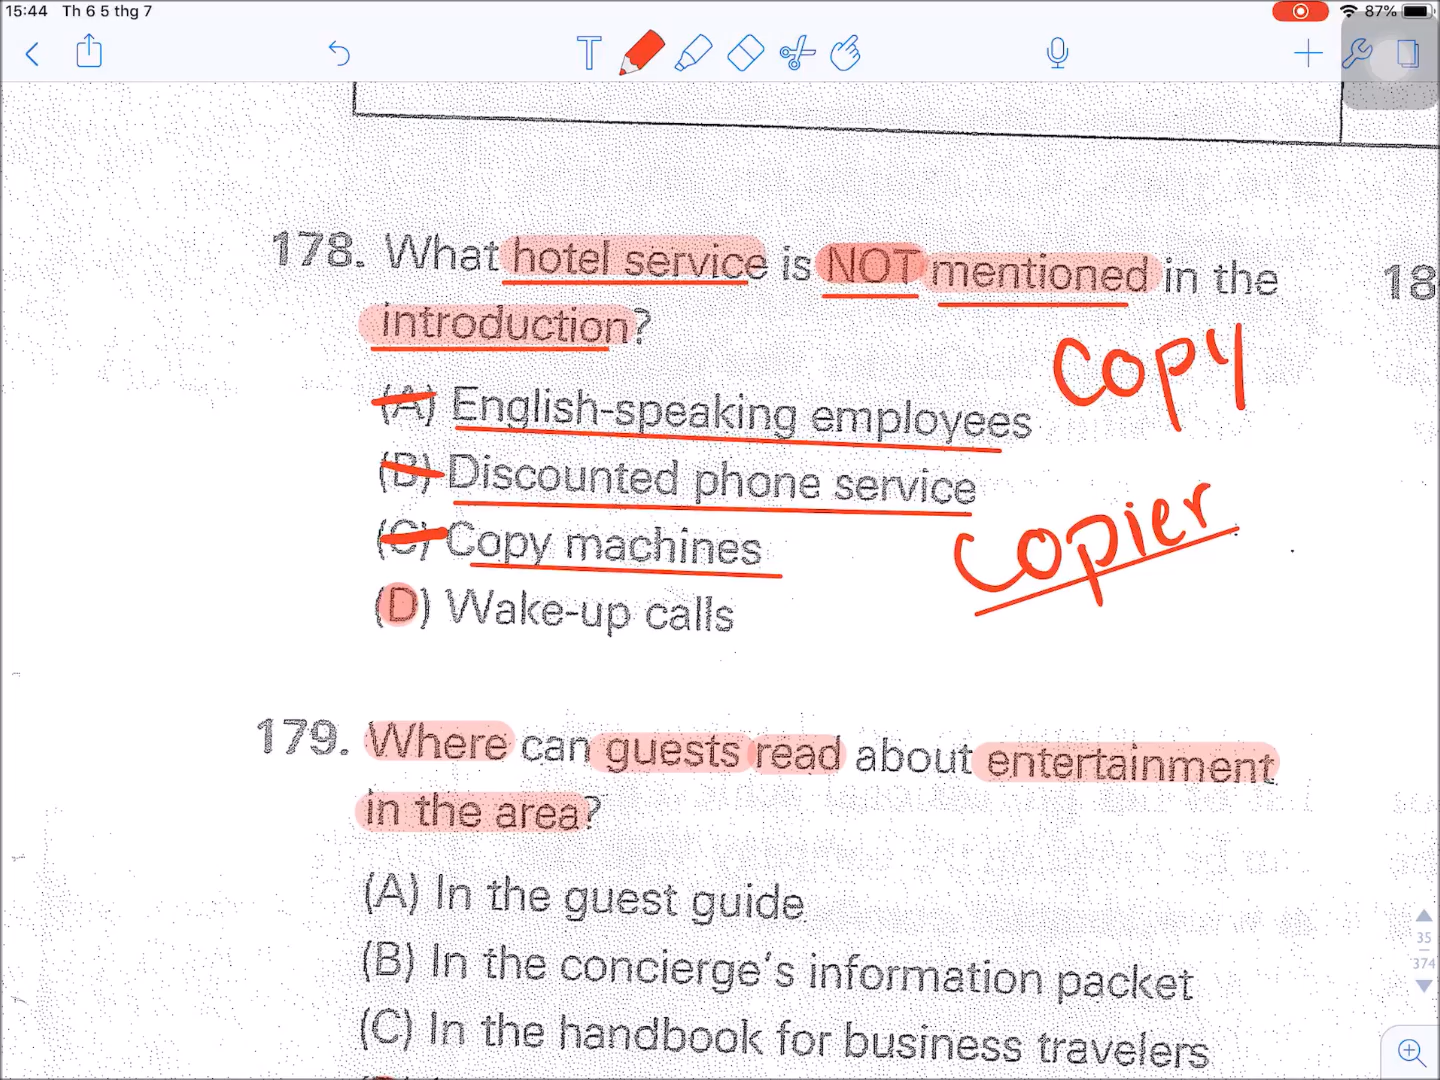 15:44 Th 6 5 thg 7
87%
T
178. What hotel service is NOT mentioned in the
introduction?
18
copy
(A) English-speaking employees
(B) Discounted phone service
(C) Copy machines
copier
(D) Wake-up calls
179. Where can guests read about entertainment
in the area?
(A) In the guest guide
(B) In the concierge's information packet
(C) In the handbook for business travelers
35
374